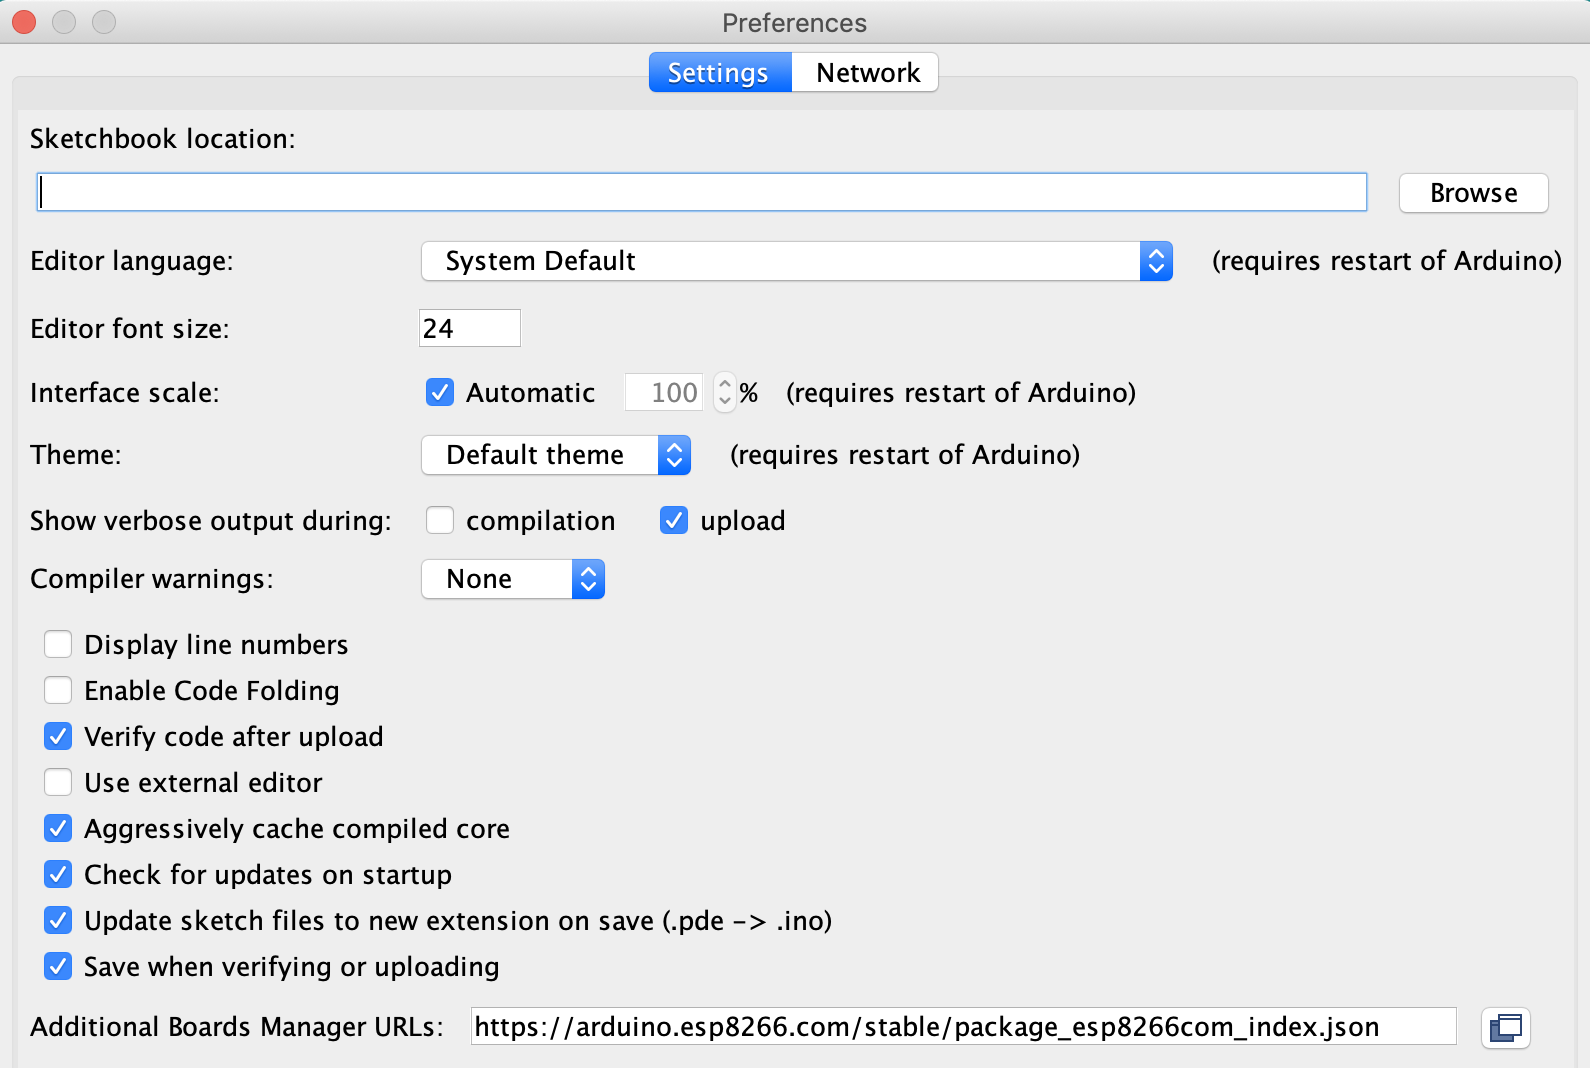 Preferences
Settings Network
Sketchbook location:
Browse
Editor language: System Default (requires restart of Arduino)
Editor font size: 24
Interface scale: Automatic 100 % (requires restart of Arduino)
Theme: Default theme (requires restart of Arduino)
Show verbose output during: compilation upload
Compiler warnings: None
Display line numbers
Enable Code Folding
Verify code after upload
Use external editor
Aggressively cache compiled core
Check for updates on startup
Update sketch files to new extension on save (.pde -> .ino)
Save when verifying or uploading
Additional Boards Manager URLs: https://arduino.esp8266.com/stable/package_esp8266com_index.json